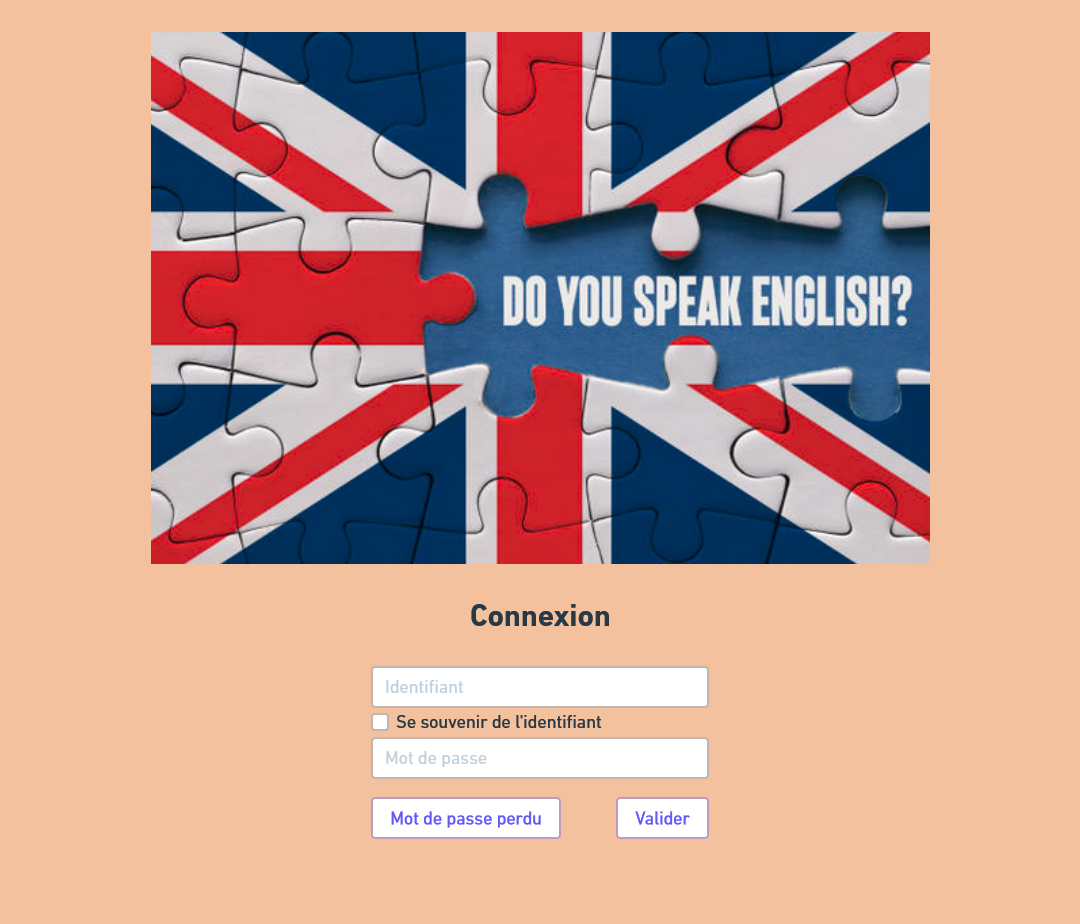 DO YOU SPEAK ENGLISH?
Connexion
Identifiant
Se souvenir de l'identifiant
Mot de passe
Mot de passe perdu
Valider